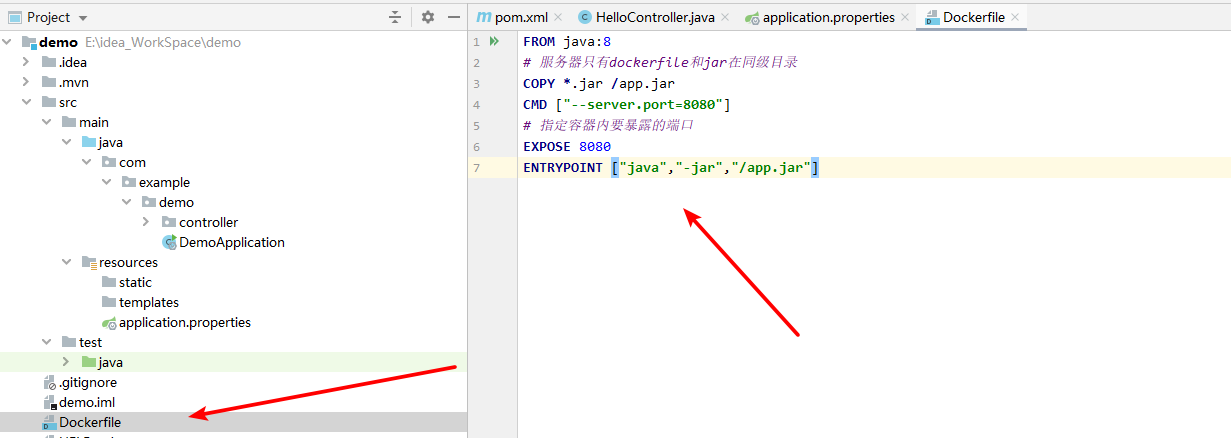 Project
demo E:\idea_WorkSpace\demo
.idea
.mvn
src
main
java
com
example
demo
controller
DemoApplication
resources
static
templates
application.properties
test
java
.gitignore
demo.iml
Dockerfile
pom.xml HelloController.java application.properties Dockerfile
1 FROM java:8
2 # 服务器只有dockerfile和jar在同级目录
3 COPY *.jar /app.jar
4 CMD ["--server.port=8080"]
5 # 指定容器内要暴露的端口
6 EXPOSE 8080
7 ENTRYPOINT ["java","-jar","/app.jar"]